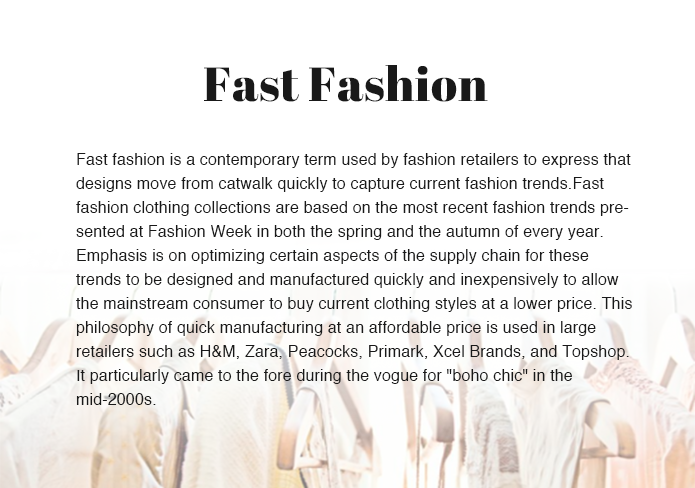 Fast Fashion
Fast fashion is a contemporary term used by fashion retailers to express that
designs move from catwalk quickly to capture current fashion trends.Fast
fashion clothing collections are based on the most recent fashion trends pre-
sented at Fashion Week in both the spring and the autumn of every year.
Emphasis is on optimizing certain aspects of the supply chain for these
trends to be designed and manufactured quickly and inexpensively to allow
the mainstream consumer to buy current clothing styles at a lower price. This
philosophy of quick manufacturing at an affordable price is used in large
retailers such as H&M, Zara, Peacocks, Primark, Xcel Brands, and Topshop.
It particularly came to the fore during the vogue for "boho chic" in the
mid-2000s.